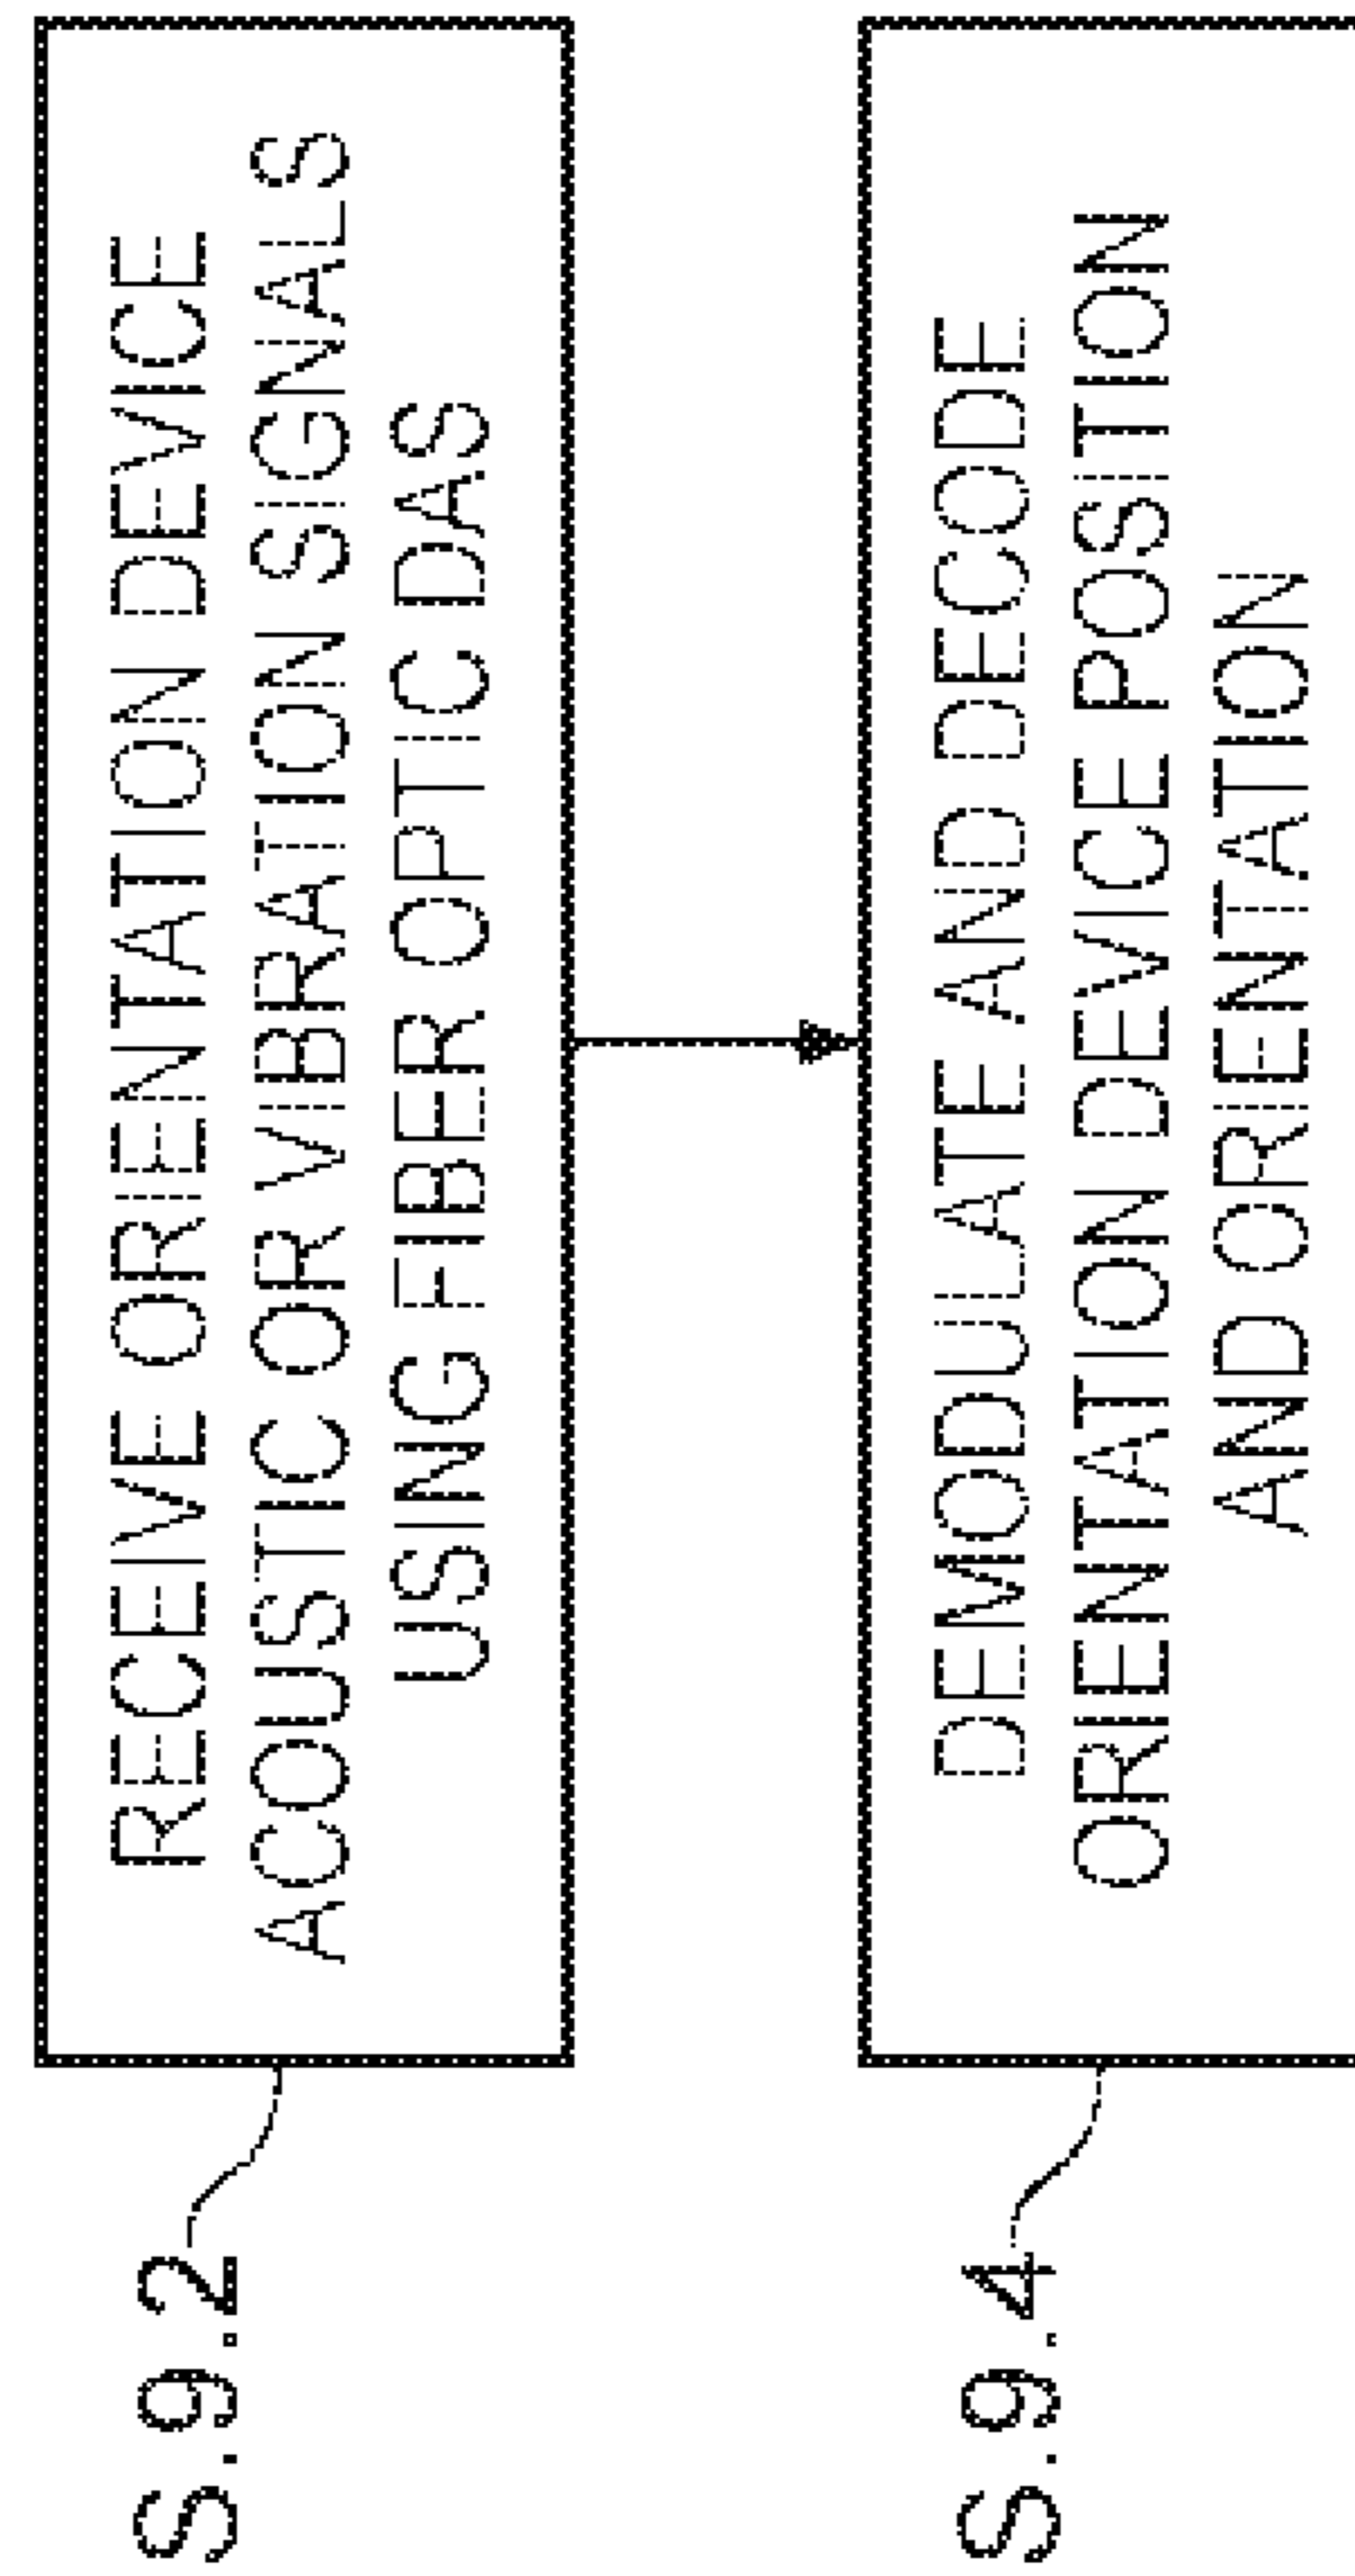 S.9.2
RECEIVE ORIENTATION DEVICE
ACOUSTIC OR VIBRATION SIGNALS
USING FIBER OPTIC DAS
S.9.4
DEMODULATE AND DECODE
ORIENTATION DEVICE POSITION
AND ORIENTATION